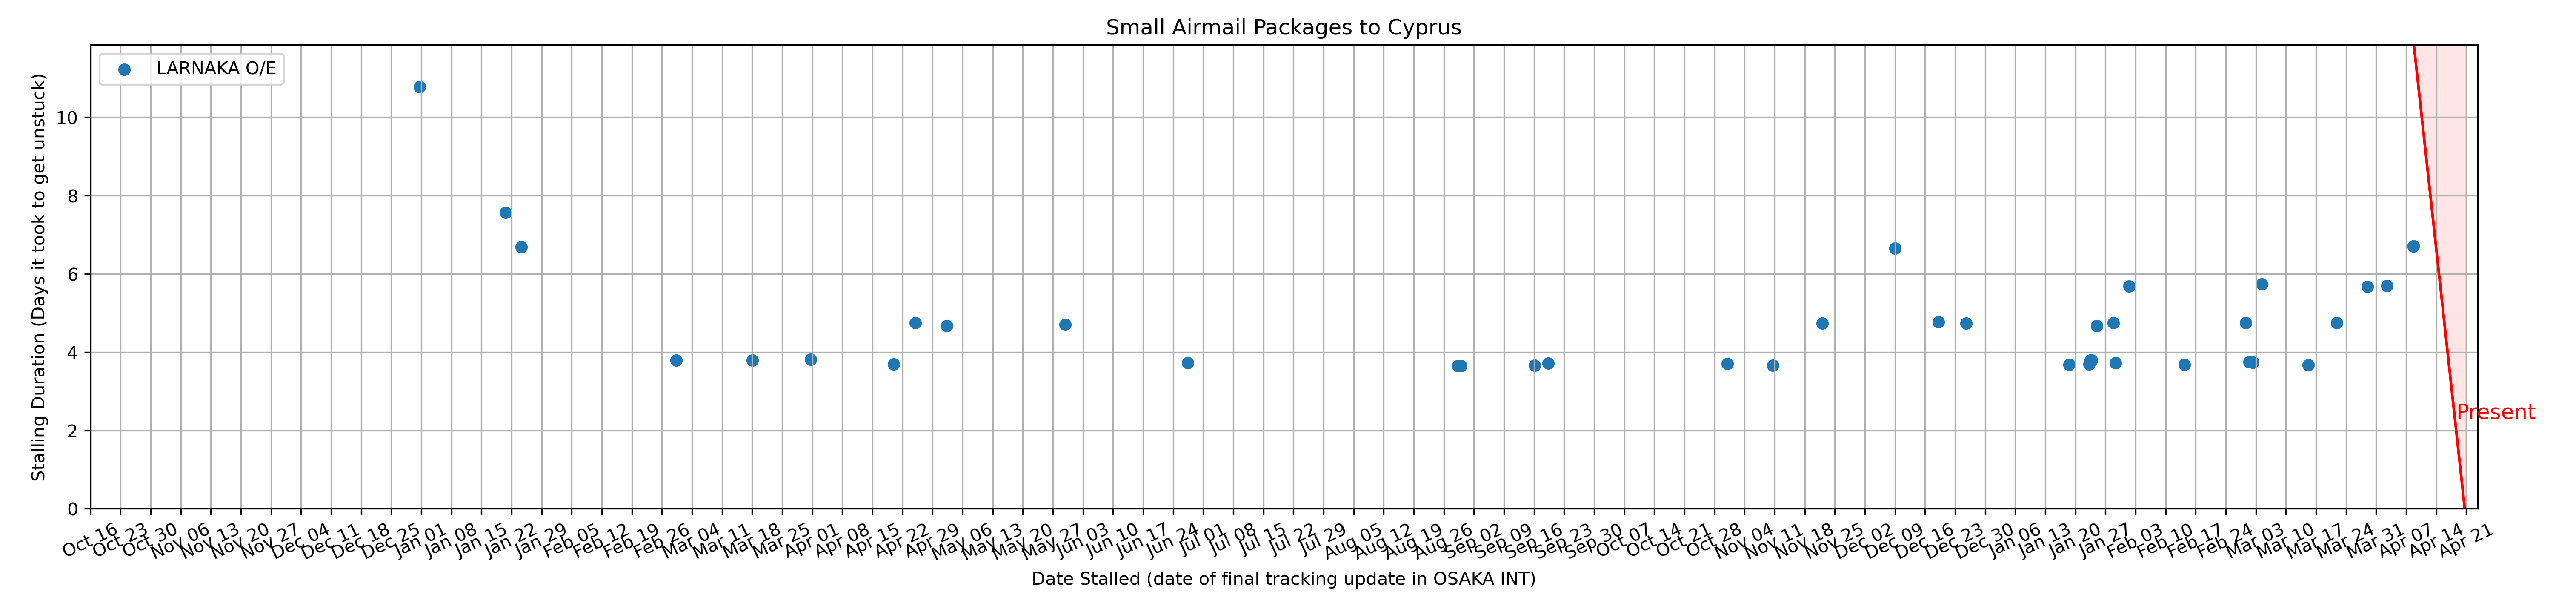 Small Airmail Packages to Cyprus
LARNAKA O/E
Stalling Duration (Days it took to get unstuck)
10
8
6
4
2
0
Present
Oct 16
Oct 23
Oct 30
Nov 06
Nov 13
Nov 20
Nov 27
Dec 04
Dec 11
Dec 18
Dec 25
Jan 01
Jan 08
Jan 15
Jan 22
Jan 29
Feb 05
Feb 12
Feb 19
Feb 26
Mar 04
Mar 11
Mar 18
Mar 25
Apr 01
Apr 08
Apr 15
Apr 22
Apr 29
May 06
May 13
May 20
May 27
Jun 03
Jun 10
Jun 17
Jun 24
Jul 01
Jul 08
Jul 15
Jul 22
Jul 29
Aug 05
Aug 12
Aug 19
Aug 26
Sep 02
Sep 09
Sep 16
Sep 23
Sep 30
Oct 07
Oct 14
Oct 21
Oct 28
Nov 04
Nov 11
Nov 18
Nov 25
Dec 02
Dec 09
Dec 16
Dec 23
Dec 30
Jan 06
Jan 13
Jan 20
Jan 27
Feb 03
Feb 10
Feb 17
Feb 24
Mar 03
Mar 10
Mar 17
Mar 24
Mar 31
Apr 07
Apr 14
Apr 21
Date Stalled (date of final tracking update in OSAKA INT)